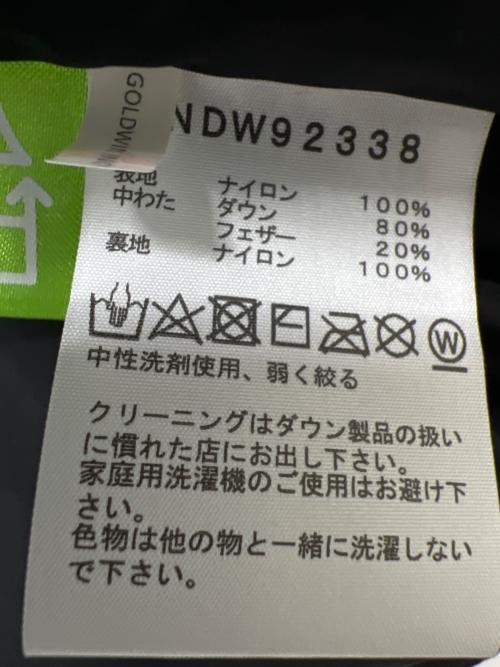 GOLDWIN
NDW92338
表地 ナイロン 100%
中わた ダウン 80%
フェザー 20%
裏地 ナイロン 100%
W
中性洗剤使用、弱く絞る
クリーニングはダウン製品の扱い
に慣れた店にお出し下さい。
家庭用洗濯機のご使用はお避け下
さい。
色物は他の物と一緒に洗濯しない
で下さい。